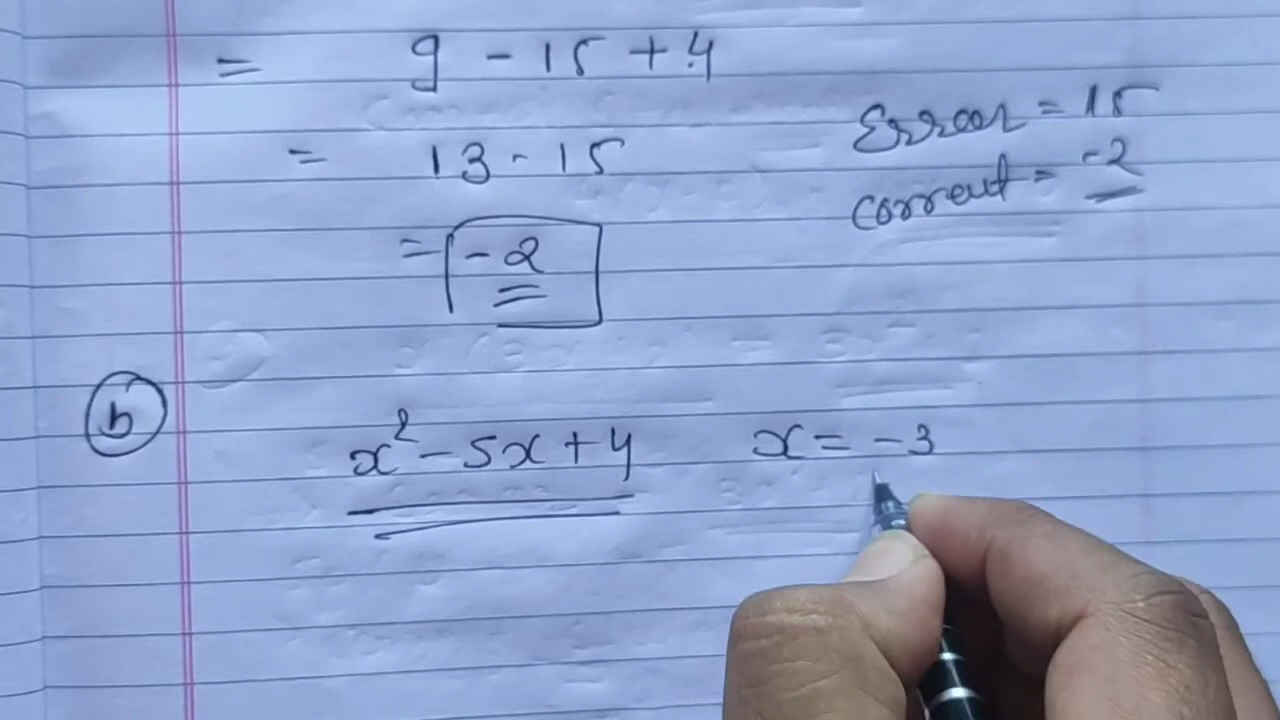 = 9 - 15 + 4
Error = 15
= 13 - 15
correct = -2
= -2
b x² - 5x + 4 x = -3